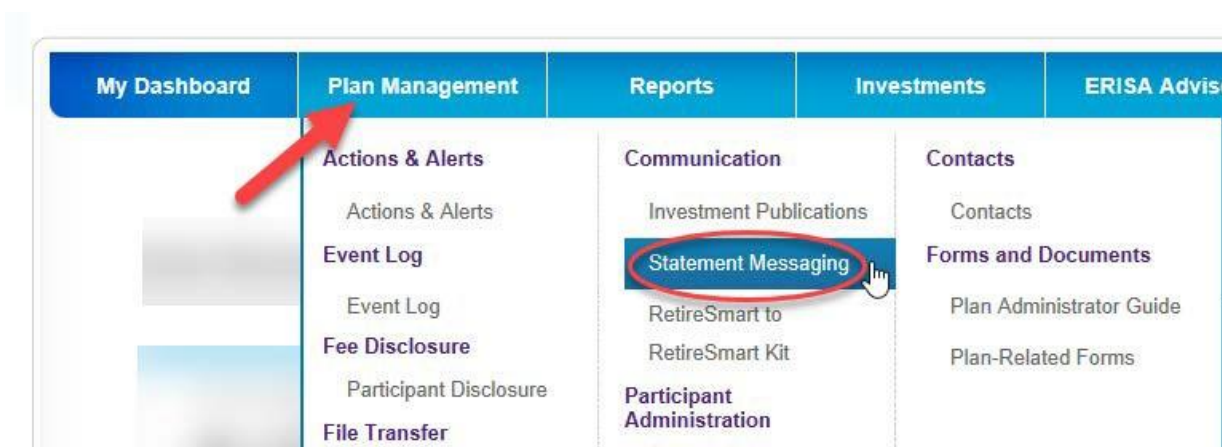 My Dashboard
Plan Management
Reports
Investments
ERISA Advis
Actions & Alerts
Actions & Alerts
Event Log
Event Log
Fee Disclosure
Participant Disclosure
File Transfer
Communication
Investment Publications
Statement Messaging
RetireSmart to
RetireSmart Kit
Participant
Administration
Contacts
Contacts
Forms and Documents
Plan Administrator Guide
Plan-Related Forms